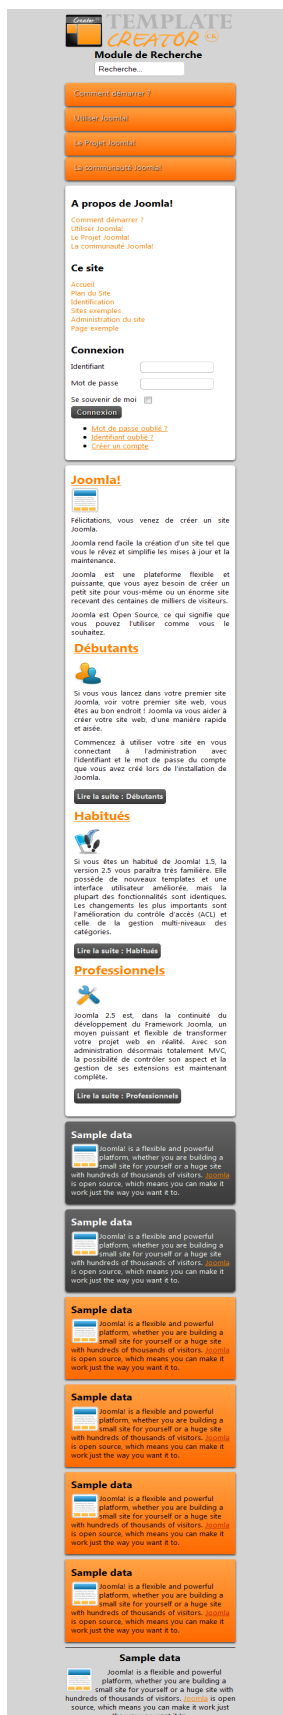 Creator
TEMPLATE
CREATOR CK
Module de Recherche
Recherche...
Comment démarrer ?
Utiliser Joomla!
Le Projet Joomla!
La communauté Joomla!
A propos de Joomla!
Comment démarrer ?
Utiliser Joomla!
Le Projet Joomla!
La communauté Joomla!
Ce site
Accueil
Plan du Site
Identification
Sites exemples
Administration du site
Page exemple
Connexion
Identifiant
Mot de passe
Se souvenir de moi
Connexion
Mot de passe oublié ?
Identifiant oublié ?
Créer un compte
Joomla!
Félicitations, vous venez de créer un site
Joomla.
Joomla rend facile la création d'un site tel que
vous le rêvez et simplifie les mises à jour et la
maintenance.
Joomla est une plateforme flexible et
puissante, que vous ayez besoin de créer un
petit site pour vous-même ou un énorme site
recevant des centaines de milliers de visiteurs.
Joomla est Open Source, ce qui signifie que
vous pouvez l'utiliser comme vous le
souhaitez.
Débutants
Si vous vous lancez dans votre premier site
Joomla, voir votre premier site web, vous
êtes au bon endroit ! Joomla va vous aider à
créer votre site web, d'une manière rapide
et aisée.
Commencez à utiliser votre site en vous
connectant à l'administration avec
l'identifiant et le mot de passe du compte
que vous avez créé lors de l'installation de
Joomla.
Lire la suite : Débutants
Habitués
Si vous êtes un habitué de Joomla! 1.5, la
version 2.5 vous paraîtra très familière. Elle
possède de nouveaux templates et une
interface utilisateur améliorée, mais la
plupart des fonctionnalités sont identiques.
Les changements les plus importants sont
l'amélioration du contrôle d'accès (ACL) et
celle de la gestion multi-niveaux des
catégories.
Lire la suite : Habitués
Professionnels
Joomla 2.5 est, dans la continuité du
développement du Framework Joomla, un
moyen puissant et flexible de transformer
votre projet web en réalité. Avec son
administration désormais totalement MVC,
la possibilité de contrôler son aspect et la
gestion de ses extensions est maintenant
complète.
Lire la suite : Professionnels
Sample data
Joomla! is a flexible and powerful
platform, whether you are building a
small site for yourself or a huge site
with hundreds of thousands of visitors. Joomla
is open source, which means you can make it
work just the way you want it to.
Sample data
Joomla! is a flexible and powerful
platform, whether you are building a
small site for yourself or a huge site
with hundreds of thousands of visitors. Joomla
is open source, which means you can make it
work just the way you want it to.
Sample data
Joomla! is a flexible and powerful
platform, whether you are building a
small site for yourself or a huge site
with hundreds of thousands of visitors. Joomla
is open source, which means you can make it
work just the way you want it to.
Sample data
Joomla! is a flexible and powerful
platform, whether you are building a
small site for yourself or a huge site
with hundreds of thousands of visitors. Joomla
is open source, which means you can make it
work just the way you want it to.
Sample data
Joomla! is a flexible and powerful
platform, whether you are building a
small site for yourself or a huge site
with hundreds of thousands of visitors. Joomla
is open source, which means you can make it
work just the way you want it to.
Sample data
Joomla! is a flexible and powerful
platform, whether you are building a
small site for yourself or a huge site
with hundreds of thousands of visitors. Joomla
is open source, which means you can make it
work just the way you want it to.
Sample data
Joomla! is a flexible and powerful
platform, whether you are building a
small site for yourself or a huge site with
hundreds of thousands of visitors. Joomla is open
source, which means you can make it work just